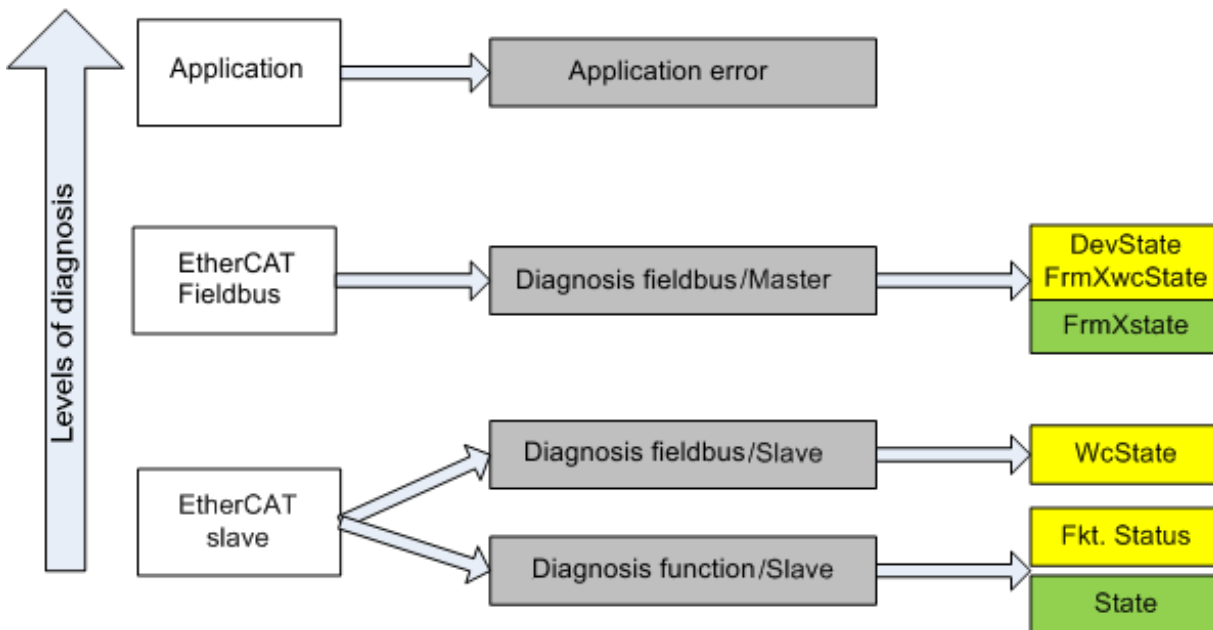 Levels of diagnosis
Application
Application error
EtherCAT
Fieldbus
Diagnosis fieldbus/Master
DevState
FrmXwcState
FrmXstate
EtherCAT
slave
Diagnosis fieldbus/Slave
WcState
Diagnosis function/Slave
Fkt. Status
State